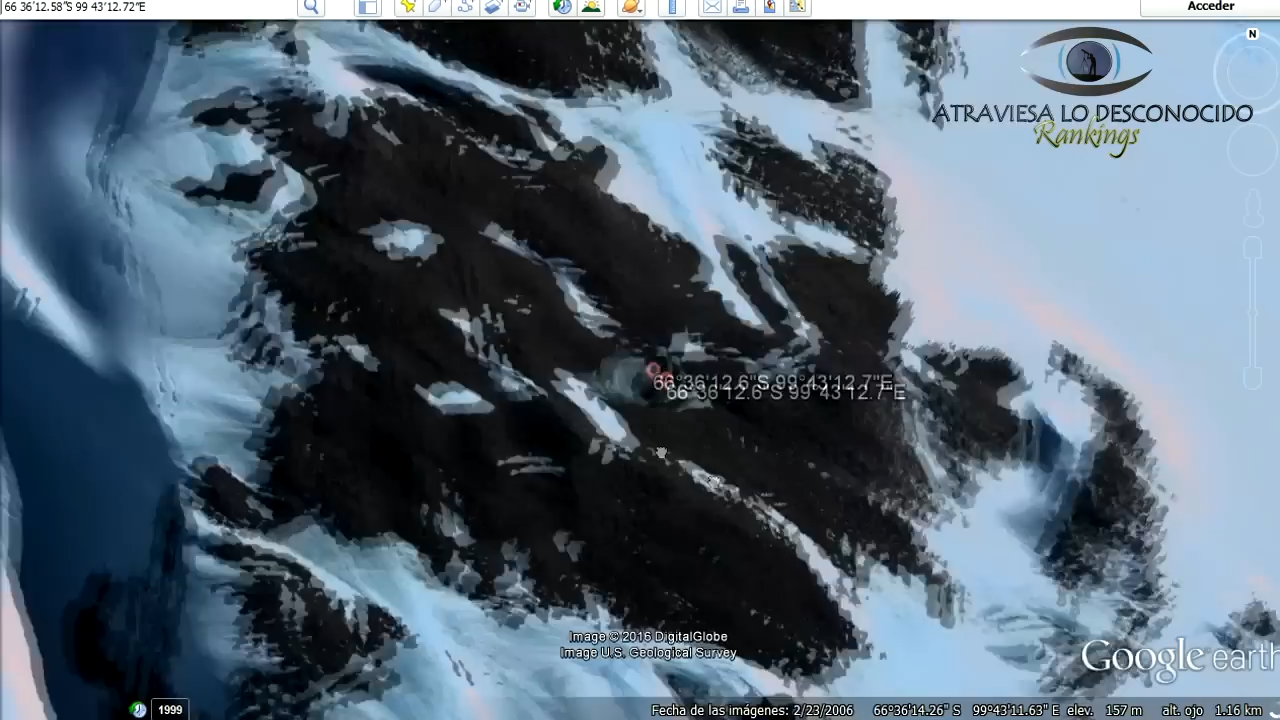 66 36'12.58"S 99 43'12.72"E
Acceder
N
ATRAVIESA LO DESCONOCIDO
Rankings
66°36'12.6"S 99°43'12.7"E
66°36'12.6"S 99°43'12.7"E
Image © 2016 DigitalGlobe
Image U.S. Geological Survey
Google earth
1999
Fecha de las imágenes: 2/23/2006 66°36'14.26" S 99°43'11.63" E elev. 157 m alt. ojo 1.16 km